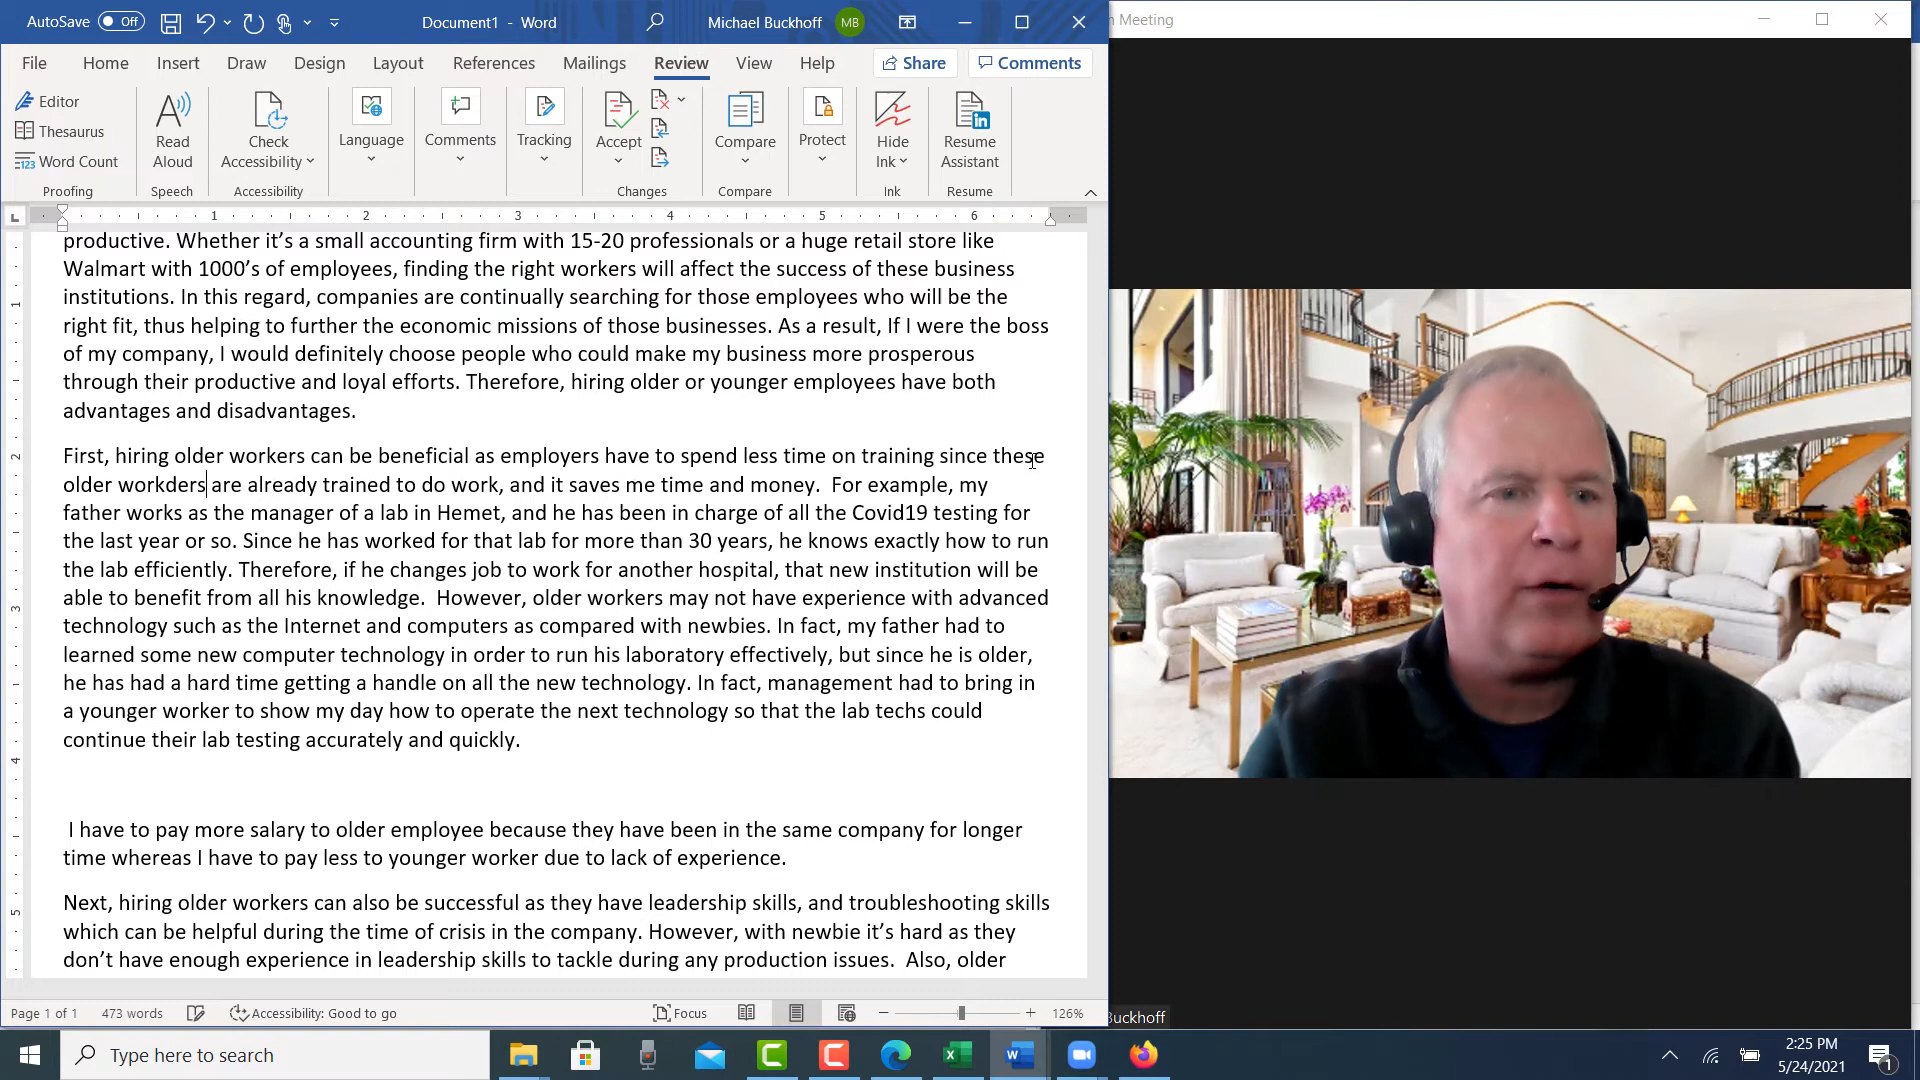 AutoSave Off Document1 - Word Michael Buckhoff MB
Meeting
File Home Insert Draw Design Layout References Mailings Review View Help Share Comments
Editor
Thesaurus
Word Count
Read Aloud
Check Accessibility
Language
Comments
Tracking
Accept
Compare
Protect
Hide Ink
Resume Assistant
Proofing Speech Accessibility Changes Compare Ink Resume
1 2 3 4 5 6
productive. Whether it’s a small accounting firm with 15-20 professionals or a huge retail store like
Walmart with 1000’s of employees, finding the right workers will affect the success of these business
institutions. In this regard, companies are continually searching for those employees who will be the
right fit, thus helping to further the economic missions of those businesses. As a result, If I were the boss
of my company, I would definitely choose people who could make my business more prosperous
through their productive and loyal efforts. Therefore, hiring older or younger employees have both
advantages and disadvantages.
First, hiring older workers can be beneficial as employers have to spend less time on training since these
older workders are already trained to do work, and it saves me time and money.  For example, my
father works as the manager of a lab in Hemet, and he has been in charge of all the Covid19 testing for
the last year or so. Since he has worked for that lab for more than 30 years, he knows exactly how to run
the lab efficiently. Therefore, if he changes job to work for another hospital, that new institution will be
able to benefit from all his knowledge.  However, older workers may not have experience with advanced
technology such as the Internet and computers as compared with newbies. In fact, my father had to
learned some new computer technology in order to run his laboratory effectively, but since he is older,
he has had a hard time getting a handle on all the new technology. In fact, management had to bring in
a younger worker to show my day how to operate the next technology so that the lab techs could
continue their lab testing accurately and quickly.
I have to pay more salary to older employee because they have been in the same company for longer
time whereas I have to pay less to younger worker due to lack of experience.
Next, hiring older workers can also be successful as they have leadership skills, and troubleshooting skills
which can be helpful during the time of crisis in the company. However, with newbie it’s hard as they
don’t have enough experience in leadership skills to tackle during any production issues.  Also, older
1
2
3
4
5
Page 1 of 1 473 words Accessibility: Good to go Focus 126%
Buckhoff
Type here to search
2:25 PM
5/24/2021
1